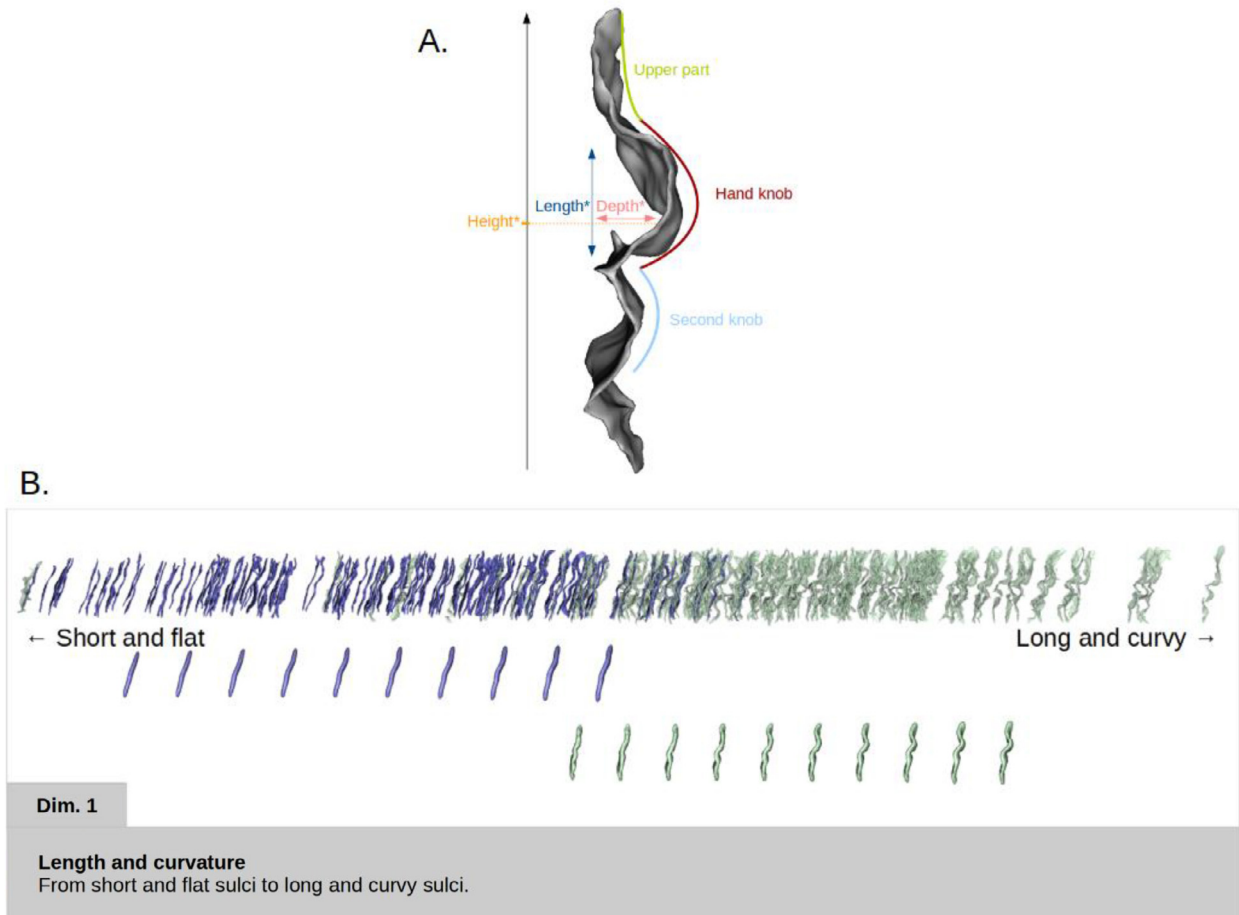 A.
Upper part
Hand knob
Length* Depth*
Height*
Second knob
B.
← Short and flat
Long and curvy →
Dim. 1
Length and curvature
From short and flat sulci to long and curvy sulci.